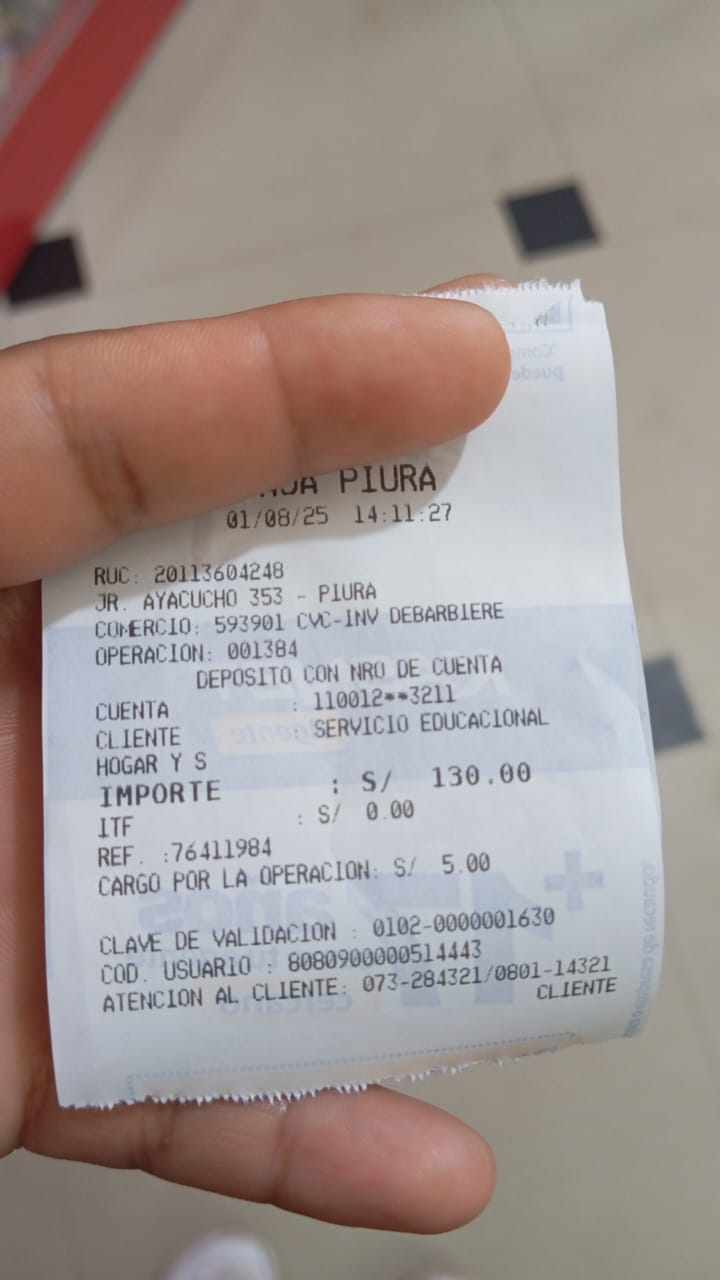 PIURA
01/08/25 14:11:27
RUC: 20113604248
JR. AYACUCHO 353 - PIURA
COMERCIO: 593901 CVC-INV DEBARBIERE
OPERACION: 001384
DEPOSITO CON NRO DE CUENTA
CUENTA : 110012**3211
CLIENTE : SERVICIO EDUCACIONAL
HOGAR Y S
IMPORTE : S/ 130.00
ITF : S/ 0.00
REF. :76411984
CARGO POR LA OPERACION: S/ 5.00
CLAVE DE VALIDACION : 0102-0000001630
COD. USUARIO : 8080900000514443
ATENCION AL CLIENTE: 073-284321/0801-14321
CLIENTE